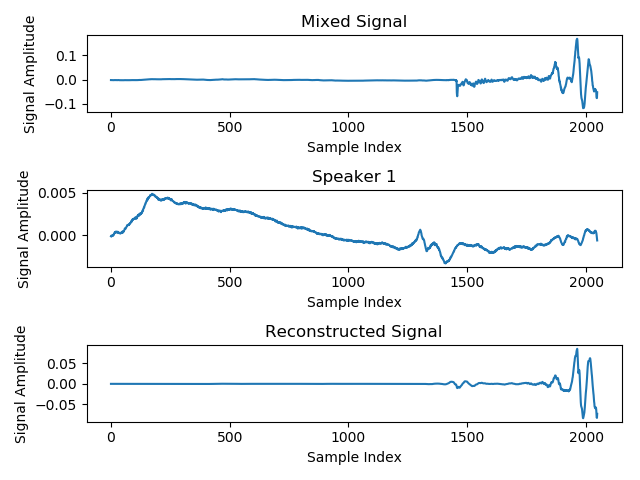 Mixed Signal
Signal Amplitude
0.1
0.0
−0.1
0 500 1000 1500 2000
Sample Index
Speaker 1
Signal Amplitude
0.005
0.000
0 500 1000 1500 2000
Sample Index
Reconstructed Signal
Signal Amplitude
0.05
0.00
−0.05
0 500 1000 1500 2000
Sample Index